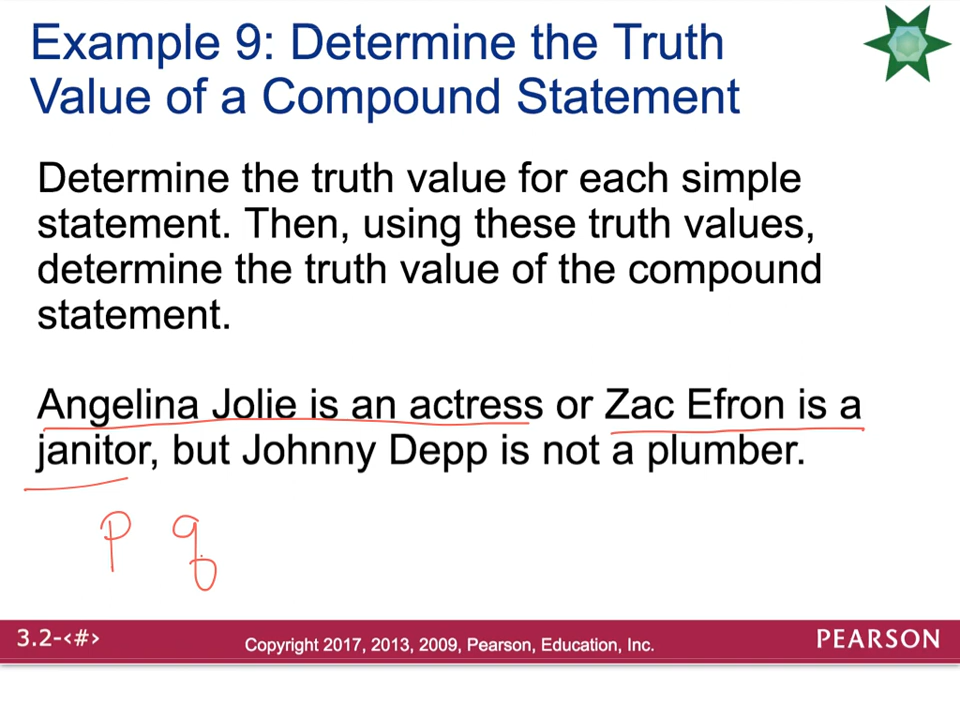 Example 9: Determine the Truth
Value of a Compound Statement
Determine the truth value for each simple
statement. Then, using these truth values,
determine the truth value of the compound
statement.
Angelina Jolie is an actress or Zac Efron is a
janitor, but Johnny Depp is not a plumber.
p q
3.2-<#>
Copyright 2017, 2013, 2009, Pearson, Education, Inc.
PEARSON